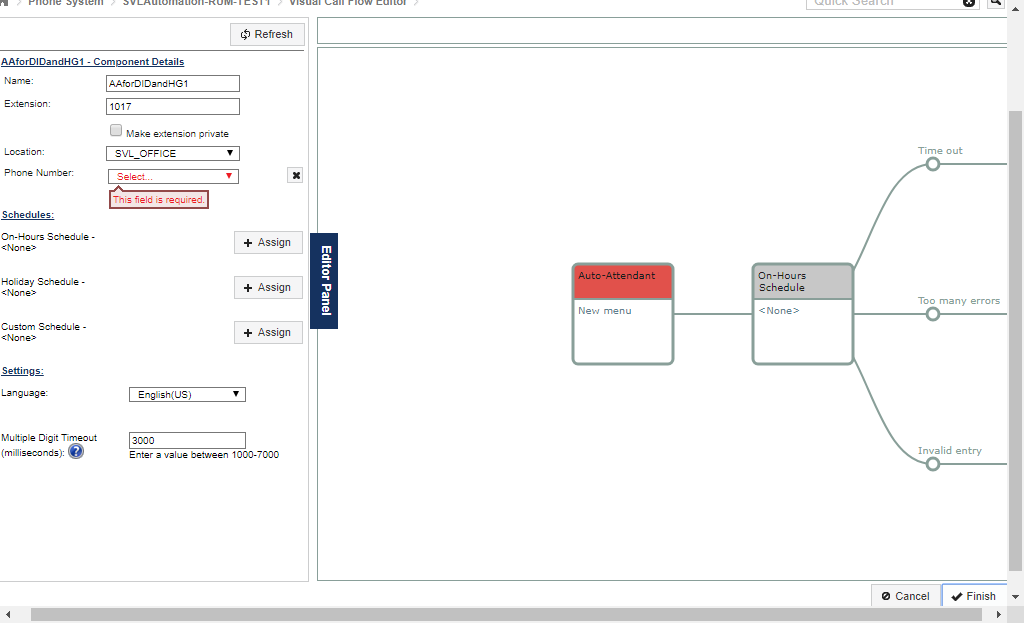 Phone System SVLAutomation-ROM-TEST1 Visual Call Flow Editor
Quick Search
Refresh
AAforDIDandHG1 - Component Details
Name: AAforDIDandHG1
Extension: 1017
Make extension private
Location: SVL_OFFICE
Phone Number: Select...
This field is required.
Schedules:
On-Hours Schedule -
<None>
Assign
Holiday Schedule -
<None>
Assign
Custom Schedule -
<None>
Assign
Settings:
Language: English(US)
Multiple Digit Timeout
(milliseconds): ?
3000
Enter a value between 1000-7000
Editor Panel
Auto-Attendant
New menu
On-Hours
Schedule
<None>
Time out
Too many errors
Invalid entry
Cancel
Finish